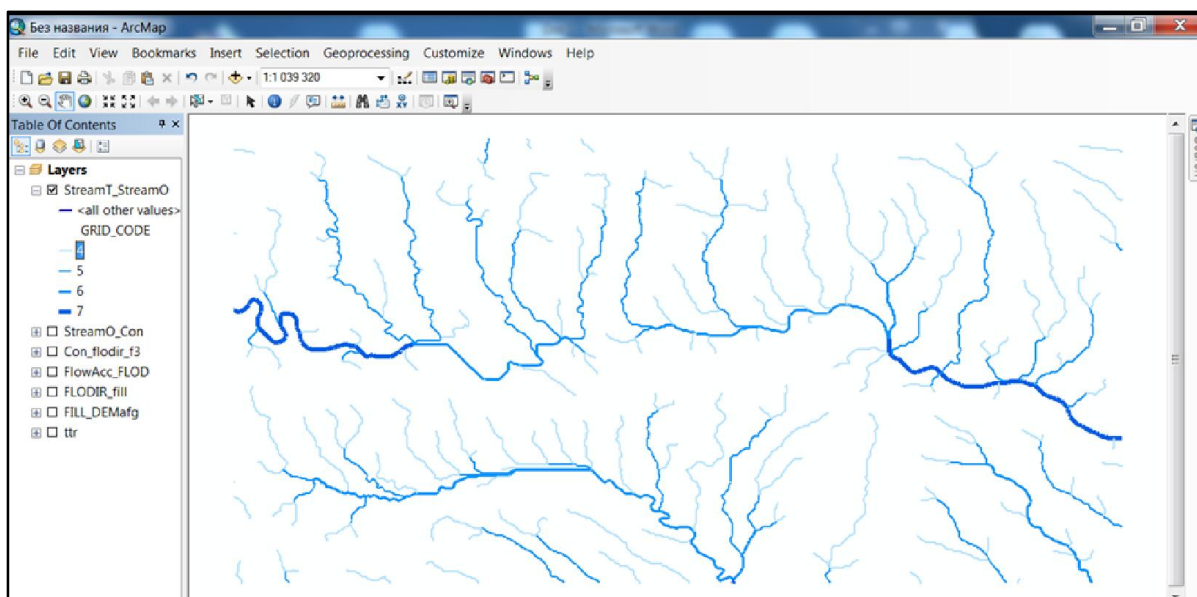 Без названия - ArcMap
File Edit View Bookmarks Insert Selection Geoprocessing Customize Windows Help
1:1 039 320
Table Of Contents
Layers
StreamT_StreamO
<all other values>
GRID_CODE
4
5
6
7
StreamO_Con
Con_flodir_f3
FlowAcc_FLOD
FLODIR_fill
FILL_DEMafg
ttr